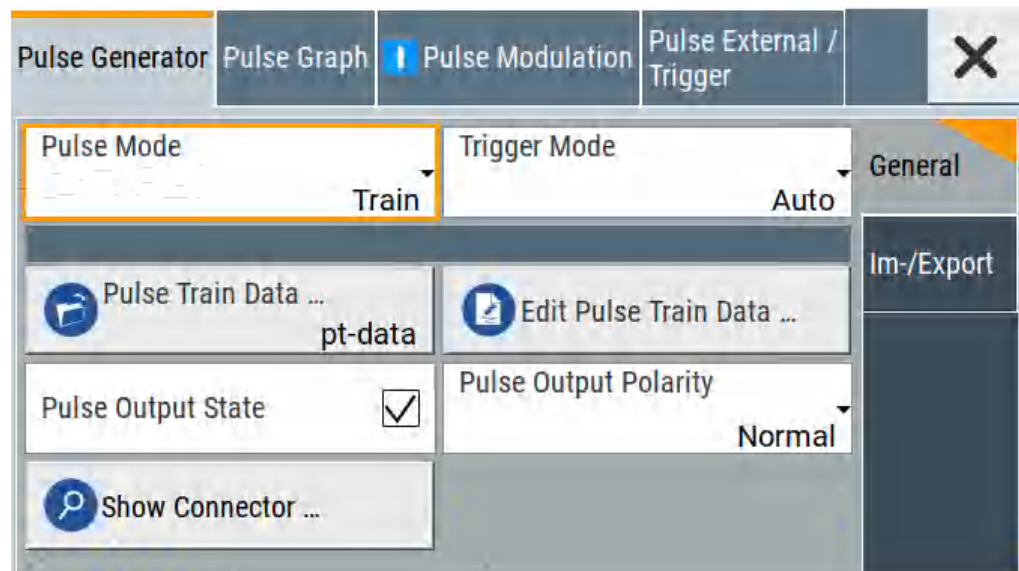 Pulse Generator
Pulse Graph
Pulse Modulation
Pulse External /
Trigger
Pulse Mode
Train
Trigger Mode
Auto
General
Im-/Export
Pulse Train Data ...
pt-data
Edit Pulse Train Data ...
Pulse Output State
Pulse Output Polarity
Normal
Show Connector ...